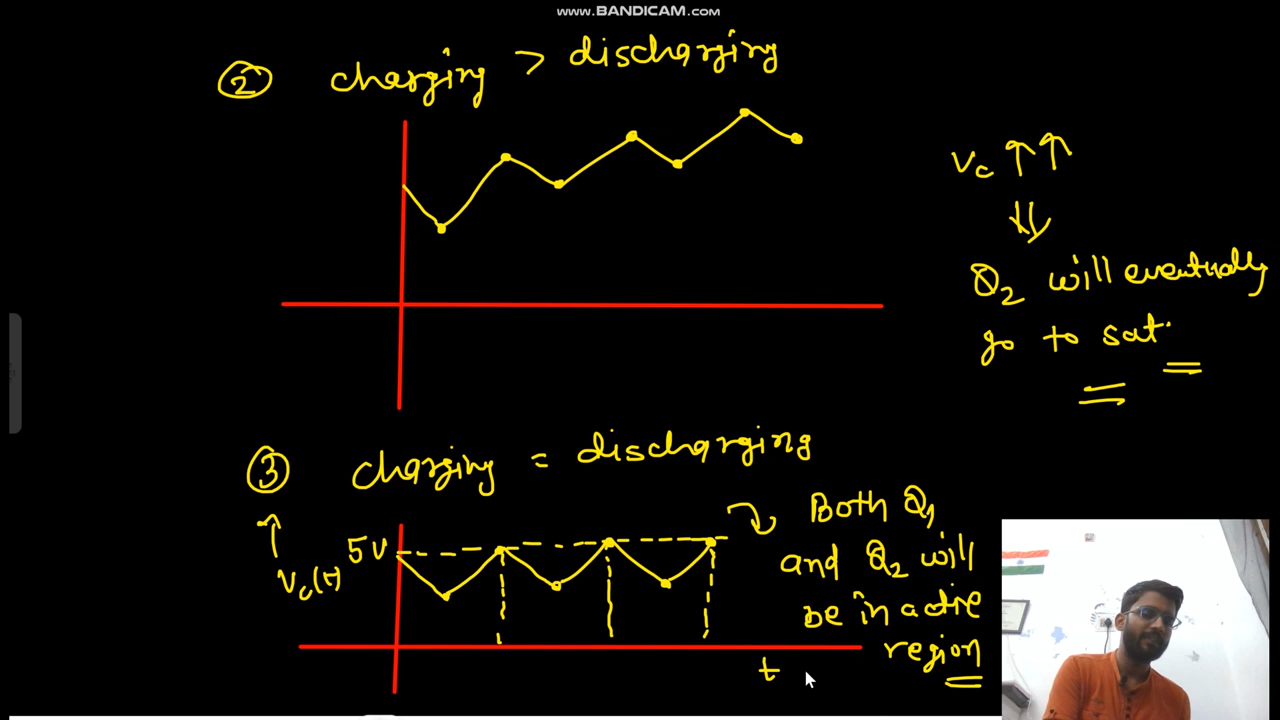 WWW.BANDICAM.COM
② charging > discharging
Vc ↑↑
⇓
Q2 will eventually
go to sat.
③ charging = discharging
↑
Vc(t)
5V
Both Q1
and Q2 will
be in active
region
t